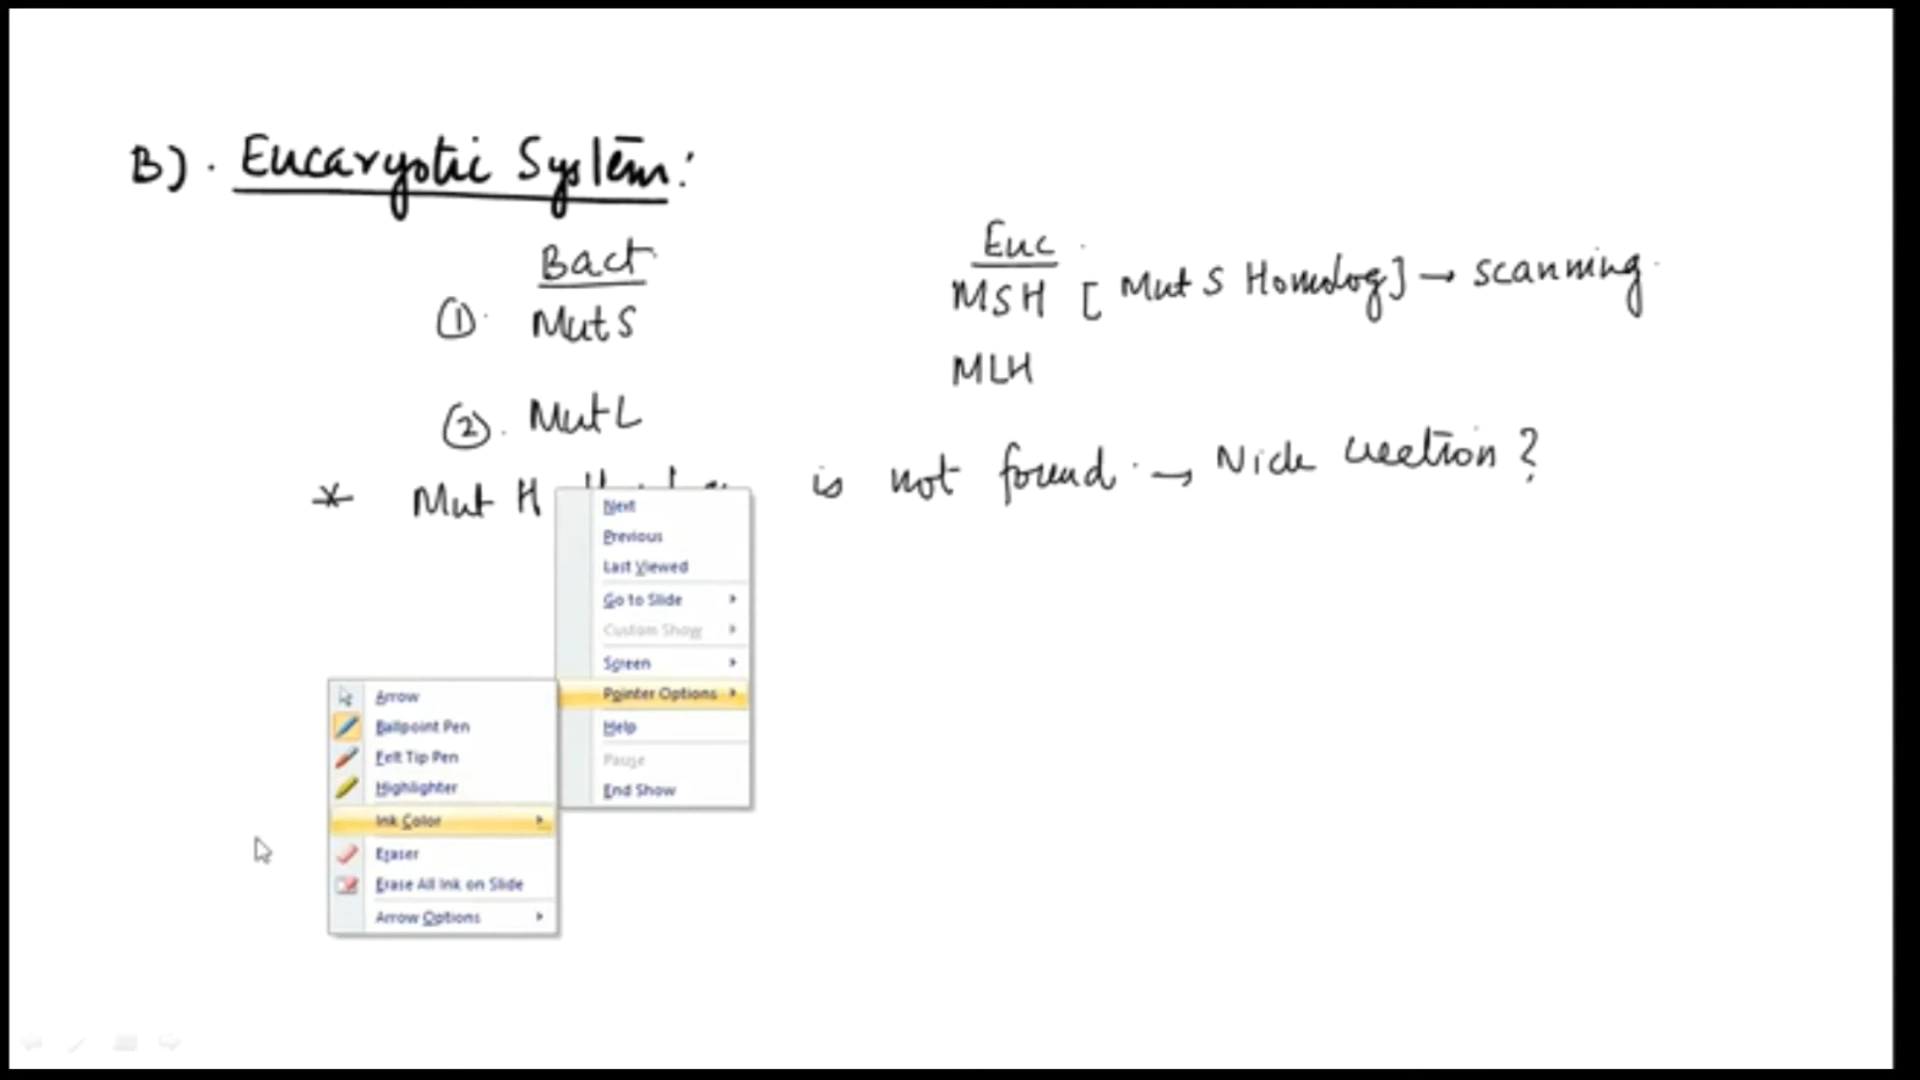 B). Eucaryotic System:
Bact
Euc
① MutS
MSH [MutS Homolog] → scanning
② MutL
MLH
* Mut H is not found → Nick creation?
Next
Previous
Last Viewed
Go to Slide
Custom Show
Screen
Pointer Options
Help
Pause
End Show
Arrow
Ballpoint Pen
Felt Tip Pen
Highlighter
Ink Color
Eraser
Erase All Ink on Slide
Arrow Options